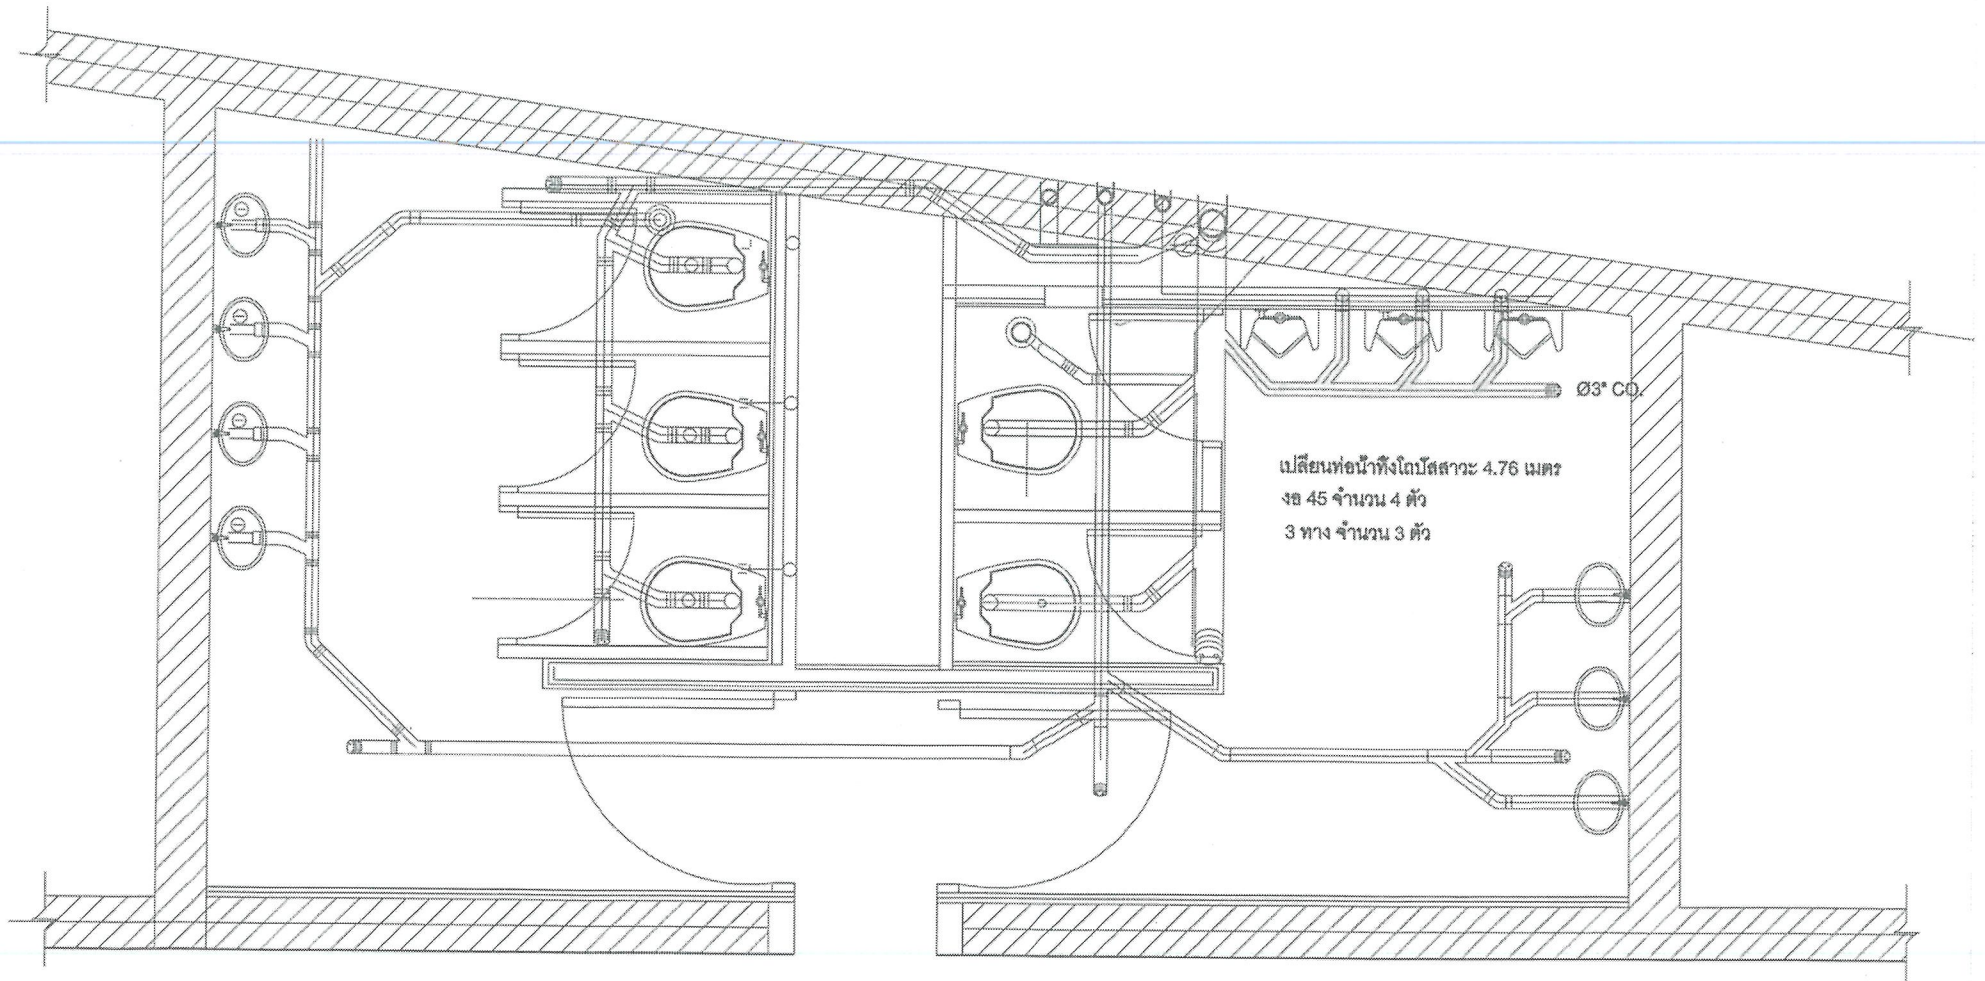 Ø3" CO.
เปลี่ยนท่อน้ำทิ้งโถปัสสาวะ 4.76 เมตร
งอ 45 จำนวน 4 ตัว
3 ทาง จำนวน 3 ตัว